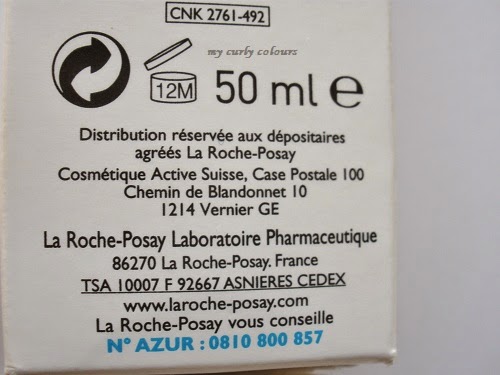 CNK 2761-492
my curly colours
12M 50 ml e
Distribution réservée aux dépositaires
agréés La Roche-Posay
Cosmétique Active Suisse, Case Postale 100
Chemin de Blandonnet 10
1214 Vernier GE
La Roche-Posay Laboratoire Pharmaceutique
86270 La Roche-Posay. France
TSA 10007 F 92667 ASNIERES CEDEX
www.laroche-posay.com
La Roche-Posay vous conseille
N° AZUR : 0810 800 857